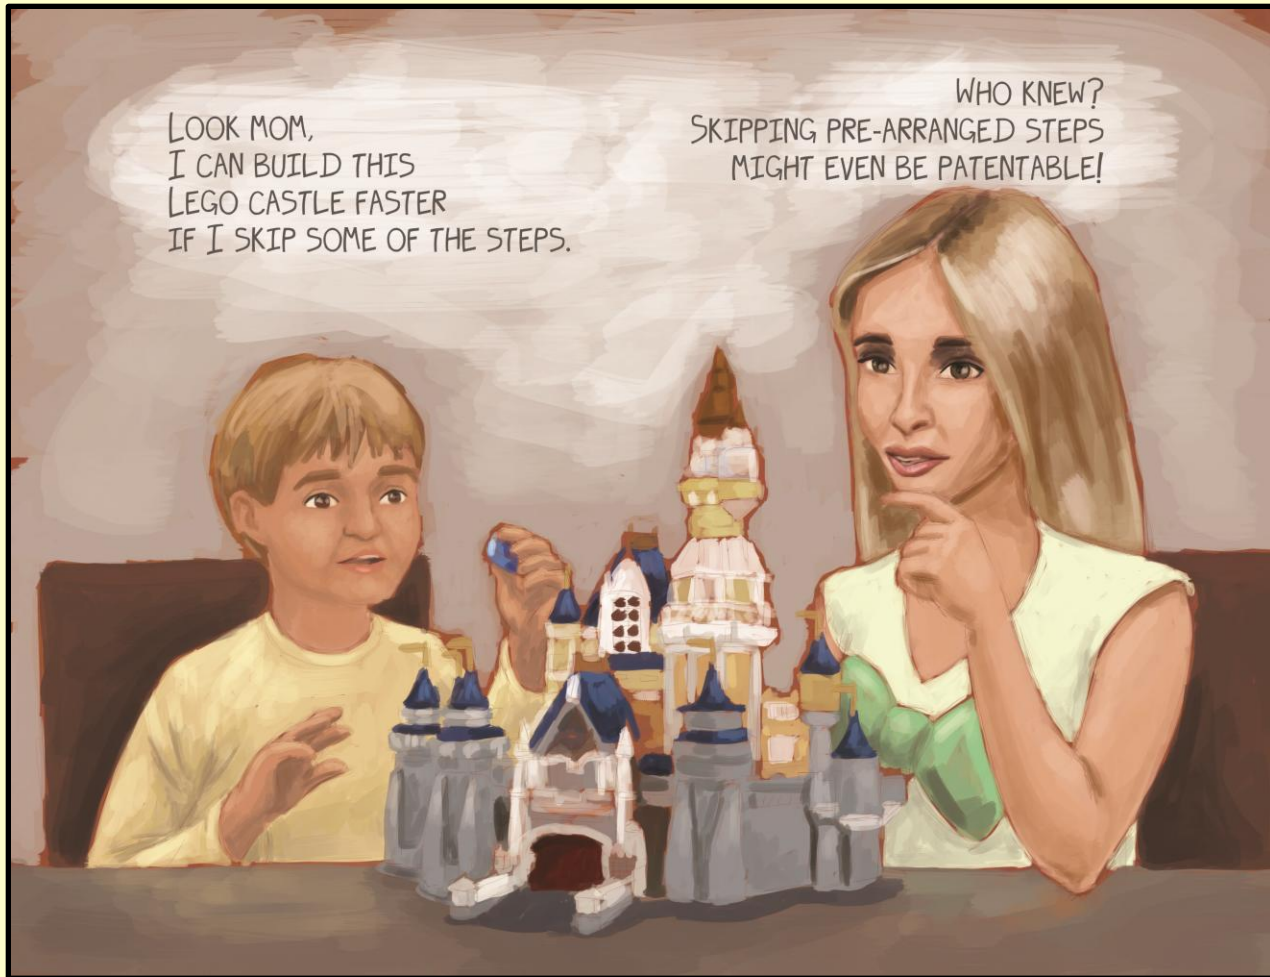 LOOK MOM,
I CAN BUILD THIS
LEGO CASTLE FASTER
IF I SKIP SOME OF THE STEPS.
WHO KNEW?
SKIPPING PRE-ARRANGED STEPS
MIGHT EVEN BE PATENTABLE!